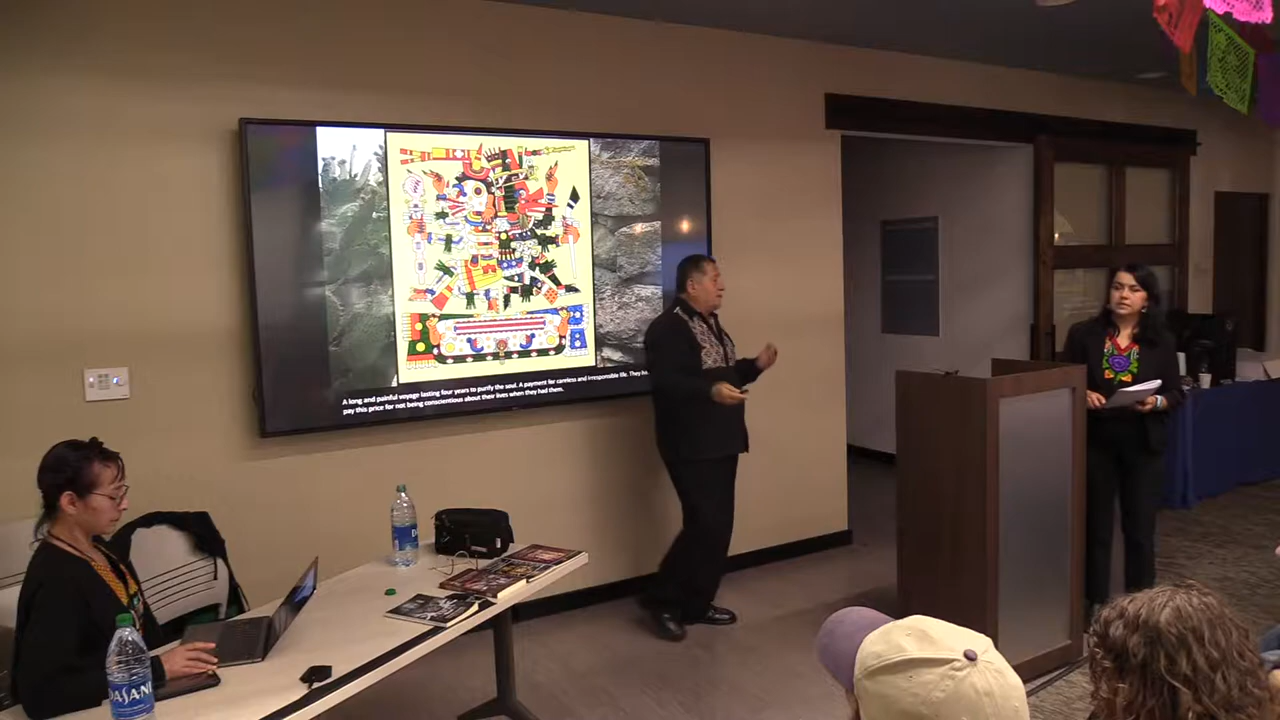 A long and painful voyage lasting four years to purify the soul. A payment for careless and irresponsible life. They
pay this price for not being conscientious about their lives when they had them.
DASANI